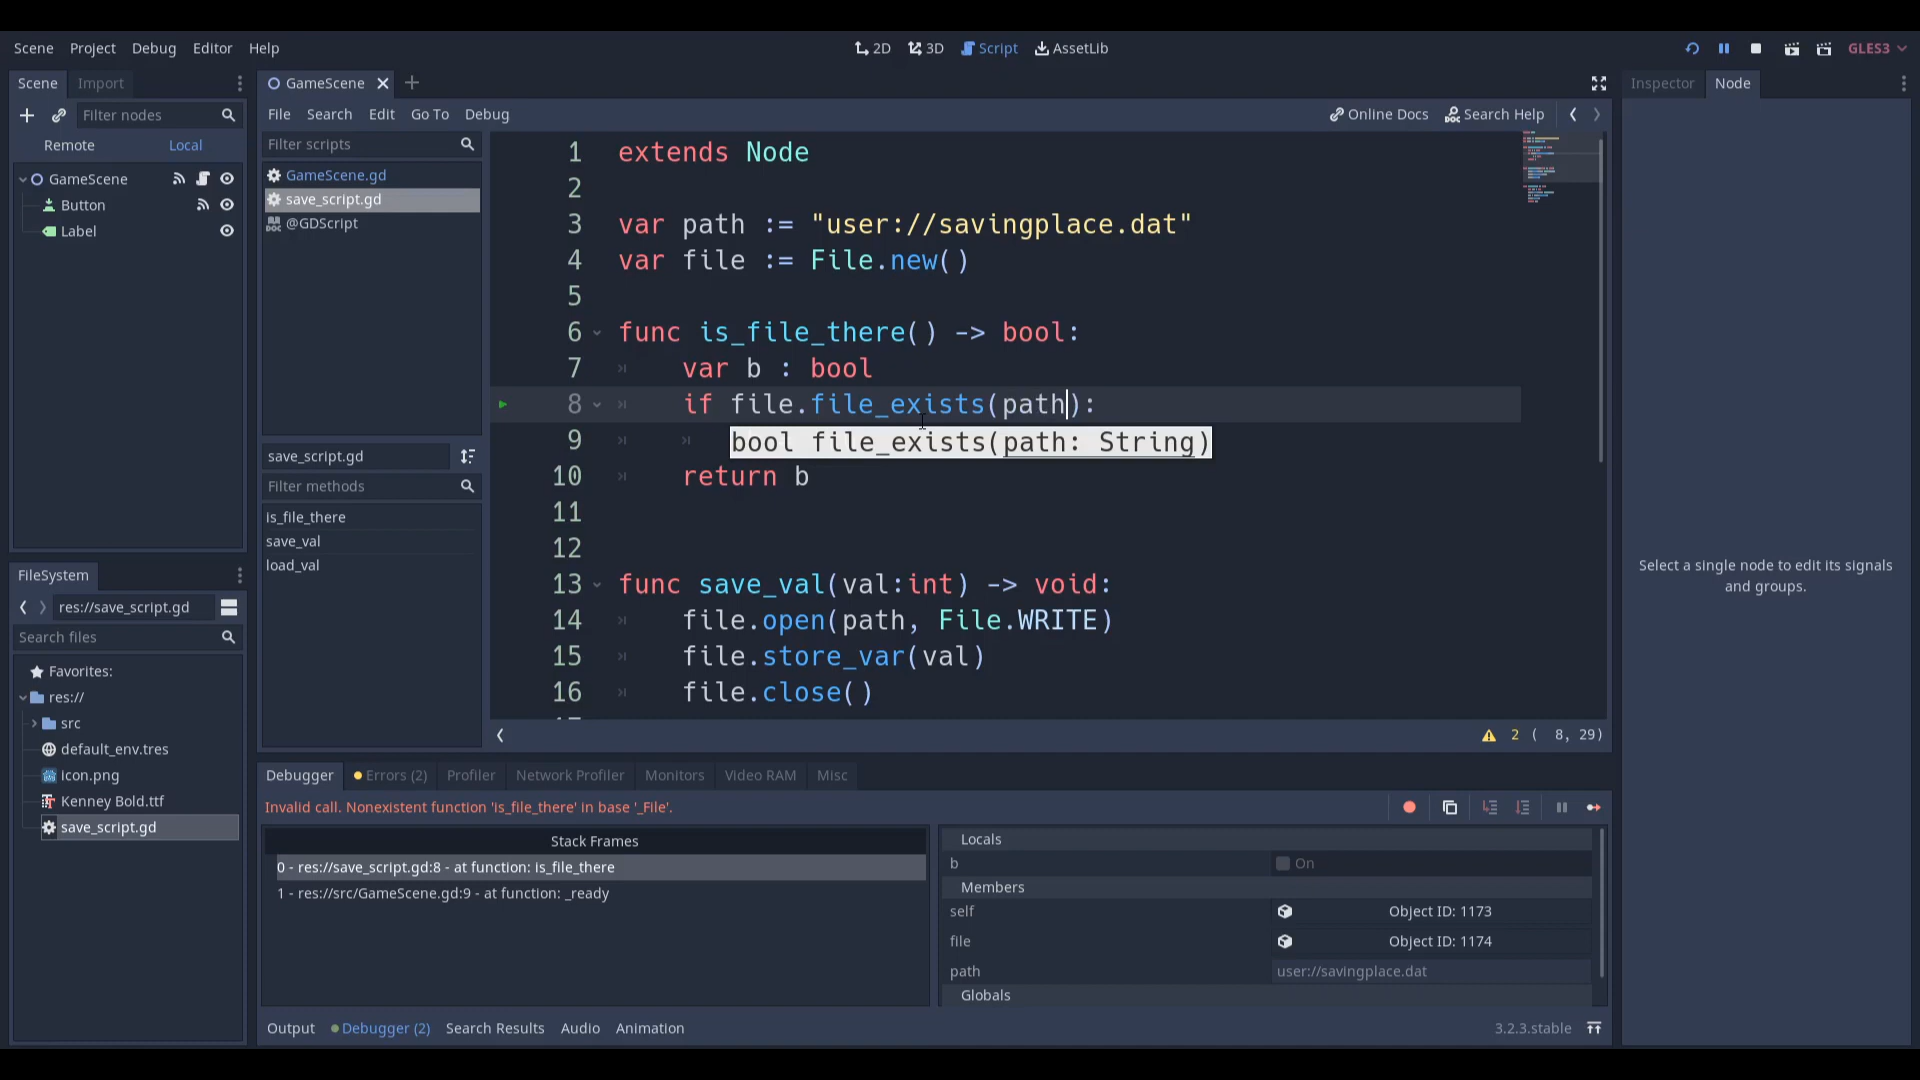 Scene Project Debug Editor Help
2D 3D Script AssetLib
GLES3
Scene Import
GameScene
Inspector Node
Filter nodes
File Search Edit Go To Debug
Online Docs Search Help
Remote Local
Filter scripts
GameScene
Button
Label
GameScene.gd
save_script.gd
@GDScript
save_script.gd
Filter methods
is_file_there
save_val
load_val
1 extends Node
2
3 var path := "user://savingplace.dat"
4 var file := File.new()
5
6 func is_file_there() -> bool:
7 var b : bool
8 if file.file_exists(path):
9 bool file_exists(path: String)
10 return b
11
12
13 func save_val(val:int) -> void:
14 file.open(path, File.WRITE)
15 file.store_var(val)
16 file.close()
2 ( 8, 29)
Select a single node to edit its signals
and groups.
FileSystem
res://save_script.gd
Search files
Favorites:
res://
src
default_env.tres
icon.png
Kenney Bold.ttf
save_script.gd
Debugger Errors (2) Profiler Network Profiler Monitors Video RAM Misc
Invalid call. Nonexistent function 'is_file_there' in base '_File'.
Stack Frames
0 - res://save_script.gd:8 - at function: is_file_there
1 - res://src/GameScene.gd:9 - at function: _ready
Locals
b On
Members
self Object ID: 1173
file Object ID: 1174
path user://savingplace.dat
Globals
Output Debugger (2) Search Results Audio Animation
3.2.3.stable